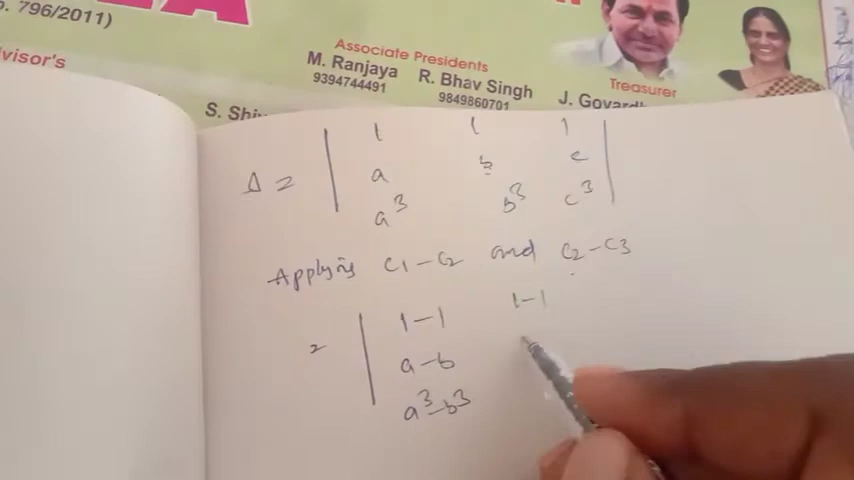 . 796/2011)
visor's
Associate Presidents
M. Ranjaya R. Bhav Singh
9394744491 9849860701
Treasurer
S. Shi J. Govard
Δ = | 1 1 1 |
a b c
a³ b³ c³
Applying C1-C2 and C2-C3
= | 1-1 1-1
a-b
a³-b³